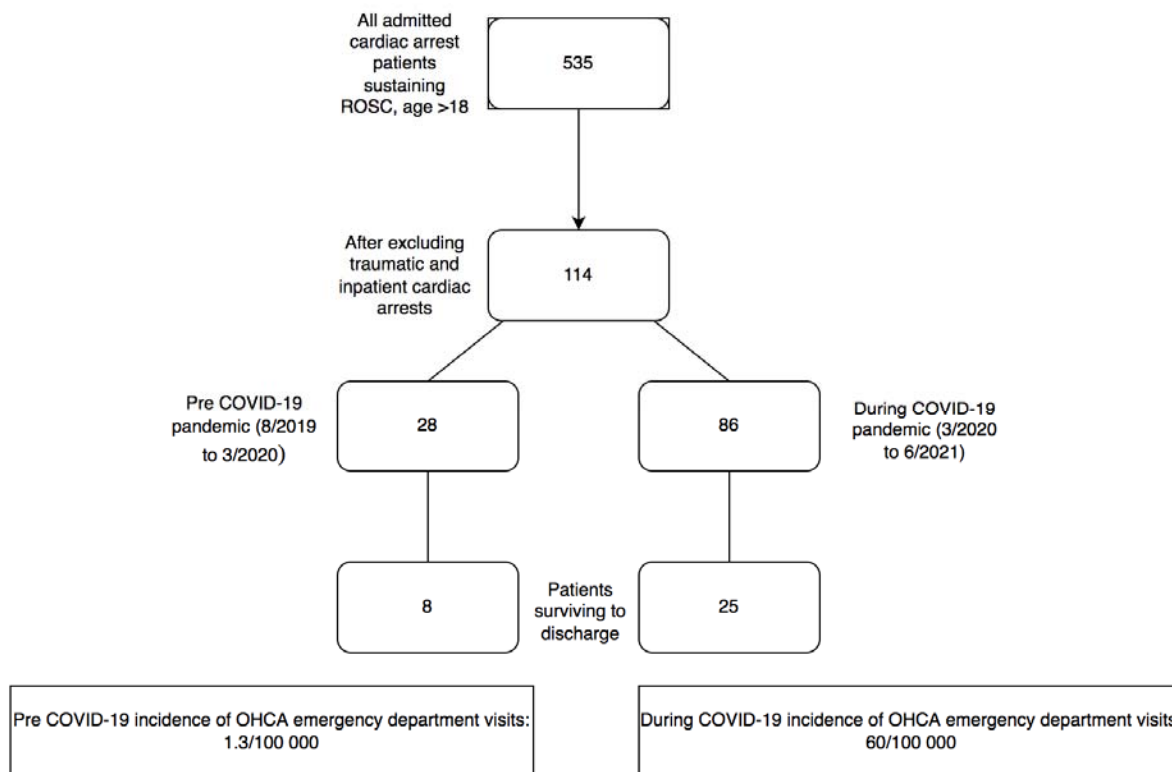 All admitted
cardiac arrest
patients
sustaining
ROSC, age >18
535
After excluding
traumatic and
inpatient cardiac
arrests
114
Pre COVID-19
pandemic (8/2019
to 3/2020)
28
86
During COVID-19
pandemic (3/2020
to 6/2021)
8
Patients
surviving to
discharge
25
Pre COVID-19 incidence of OHCA emergency department visits:
1.3/100 000
During COVID-19 incidence of OHCA emergency department visits
60/100 000